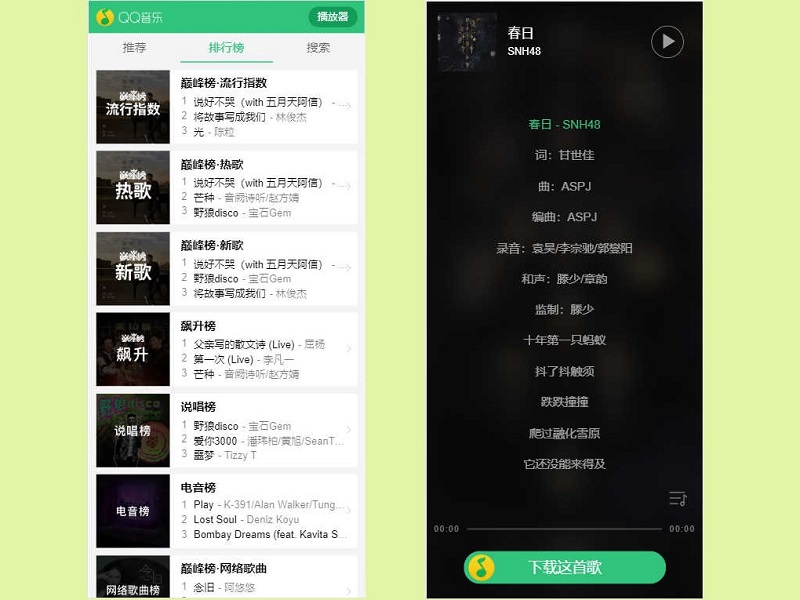 QQ音乐
播放器
推荐
排行榜
搜索
巅峰榜
流行指数
巅峰榜·流行指数
1 说好不哭（with 五月天阿信） - ...
2 将故事写成我们 - 林俊杰
3 光 - 陈粒
巅峰榜
热歌
巅峰榜·热歌
1 说好不哭（with 五月天阿信） - ...
2 芒种 - 音阙诗听/赵方婧
3 野狼disco - 宝石Gem
巅峰榜
新歌
巅峰榜·新歌
1 说好不哭（with 五月天阿信） - ...
2 野狼disco - 宝石Gem
3 将故事写成我们 - 林俊杰
巅峰榜
飙升
飙升榜
1 父亲写的散文诗 (Live) - 屈杨
2 第一次 (Live) - 李凡一
3 芒种 - 音阙诗听/赵方婧
说唱榜
说唱榜
1 野狼disco - 宝石Gem
2 爱你3000 - 潘玮柏/黄旭/SeanT...
3 噩梦 - Tizzy T
电音榜
电音榜
1 Play - K-391/Alan Walker/Tung...
2 Lost Soul - Deniz Koyu
3 Bombay Dreams (feat. Kavita S...
网络歌曲榜
巅峰榜·网络歌曲
1 念旧 - 阿悠悠
春日
SNH48
春日 - SNH48
词：甘世佳
曲：ASPJ
编曲：ASPJ
录音：袁昊/李宗驰/郭燮阳
和声：滕少/章韵
监制：滕少
十年第一只蚂蚁
抖了抖触须
跌跌撞撞
爬过融化雪原
它还没能来得及
00:00
00:00
下载这首歌